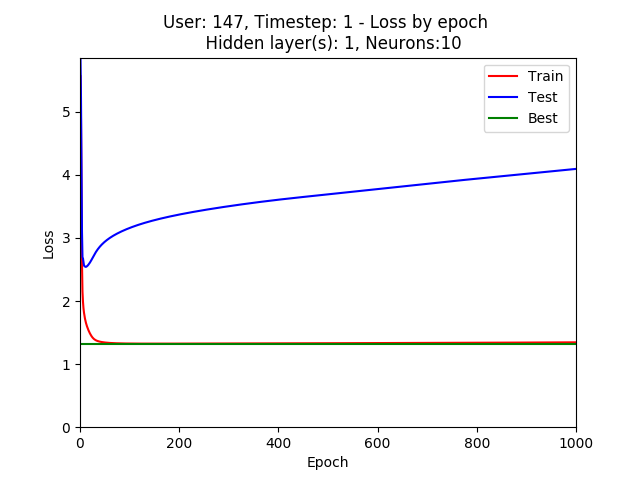 User: 147, Timestep: 1 - Loss by epoch
Hidden layer(s): 1, Neurons:10
Train
Test
Best
5
4
3
2
1
0
Loss
0 200 400 600 800 1000
Epoch